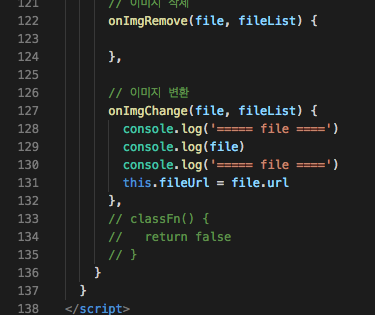 121 // 이미지 삭제
122 onImgRemove(file, fileList) {
123
124 },
125
126 // 이미지 변환
127 onImgChange(file, fileList) {
128 console.log('===== file ====')
129 console.log(file)
130 console.log('===== file ====')
131 this.fileUrl = file.url
132 },
133 // classFn() {
134 //   return false
135 // }
136 }
137 }
138 </script>